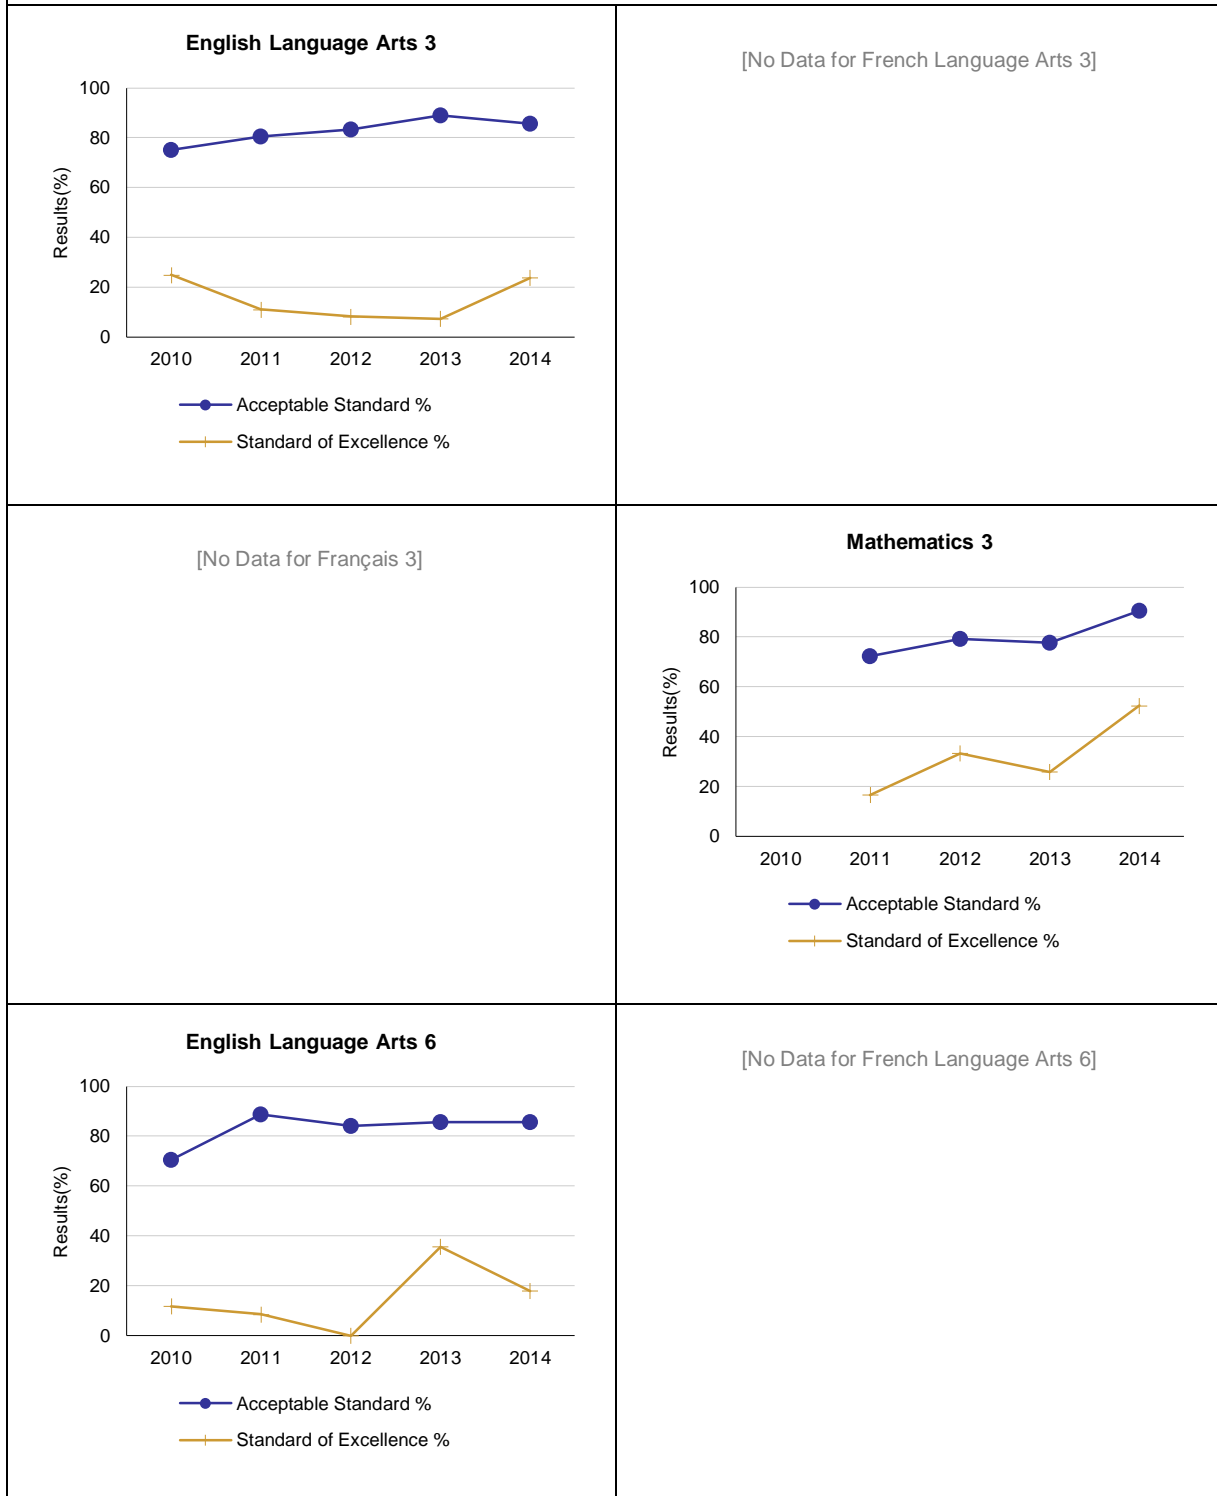 English Language Arts 3
100
80
60
40
20
0
Results(%)
2010 2011 2012 2013 2014
Acceptable Standard %
Standard of Excellence %
[No Data for French Language Arts 3]
[No Data for Français 3]
Mathematics 3
100
80
60
40
20
0
Results(%)
2010 2011 2012 2013 2014
Acceptable Standard %
Standard of Excellence %
English Language Arts 6
100
80
60
40
20
0
Results(%)
2010 2011 2012 2013 2014
Acceptable Standard %
Standard of Excellence %
[No Data for French Language Arts 6]